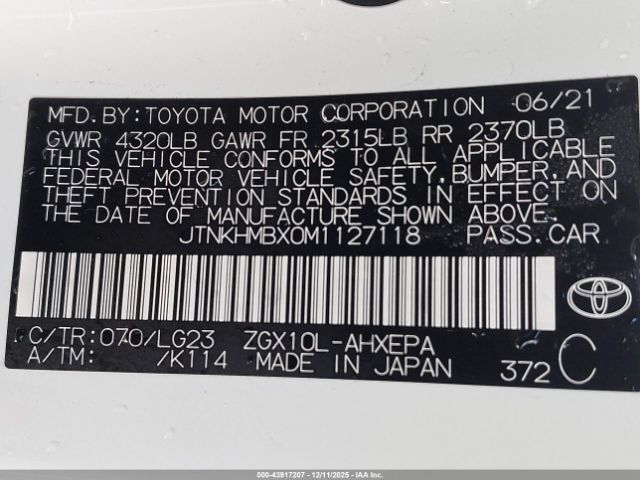 MFD.BY:TOYOTA MOTOR CORPORATION 06/21
GVWR 4320LB GAWR FR 2315LB RR 2370LB
THIS VEHICLE CONFORMS TO ALL APPLICABLE
FEDERAL MOTOR VEHICLE SAFETY,BUMPER,AND
THEFT PREVENTION STANDARDS IN EFFECT ON
THE DATE OF MANUFACTURE SHOWN ABOVE.
JTNKHMBX0M1127118 PASS.CAR
C/TR:070/LG23 ZGX10L-AHXEPA
A/TM: /K114 MADE IN JAPAN 372 C
TOYOTA
000-43917207 - 12/11/2025 - IAAI.COM